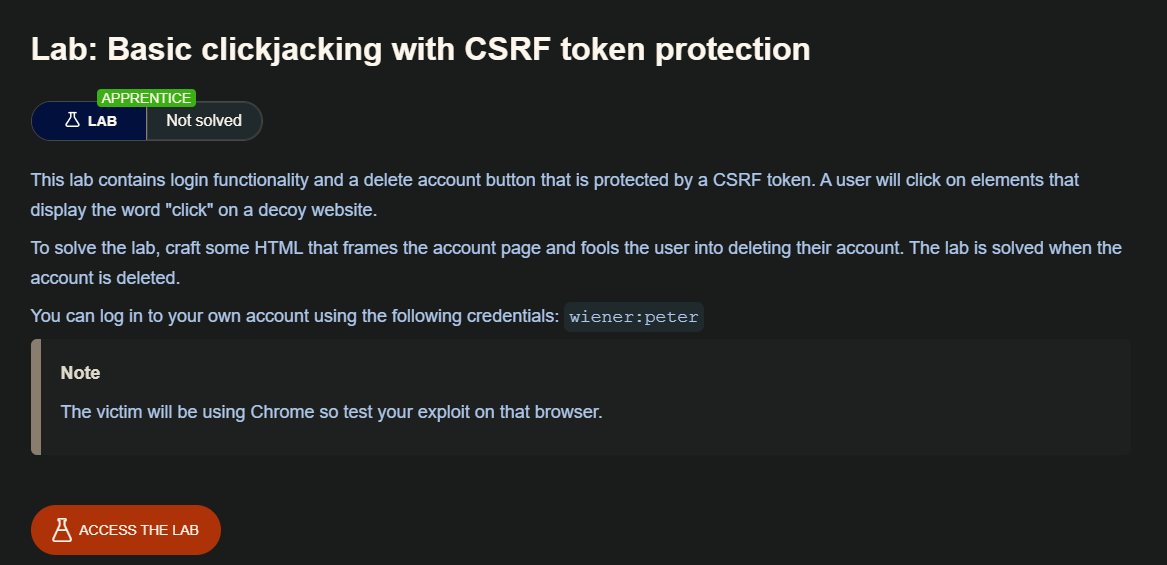 Lab: Basic clickjacking with CSRF token protection
APPRENTICE
LAB
Not solved
This lab contains login functionality and a delete account button that is protected by a CSRF token. A user will click on elements that
display the word "click" on a decoy website.
To solve the lab, craft some HTML that frames the account page and fools the user into deleting their account. The lab is solved when the
account is deleted.
You can log in to your own account using the following credentials: wiener:peter
Note
The victim will be using Chrome so test your exploit on that browser.
ACCESS THE LAB